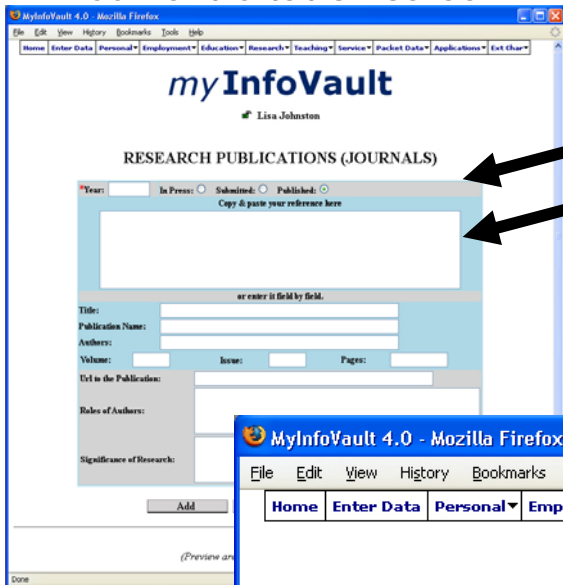 MyInfoVault 4.0 - Mozilla Firefox
File Edit View History Bookmarks Tools Help
Home Enter Data Personal Employment Education Research Teaching Service Packet Data Applications Ext Char
myInfoVault
Lisa Johnston
RESEARCH PUBLICATIONS (JOURNALS)
*Year: In Press: Submitted: Published:
Copy & paste your reference here
or enter it field by field.
Title:
Publication Name:
Authors:
Volume: Issue: Pages:
Url to the Publication:
Roles of Authors:
Significance of Research:
Add
(Preview an
Done
MyInfoVault 4.0 - Mozilla Firefox
File Edit View History Bookmarks
Home Enter Data Personal Emp